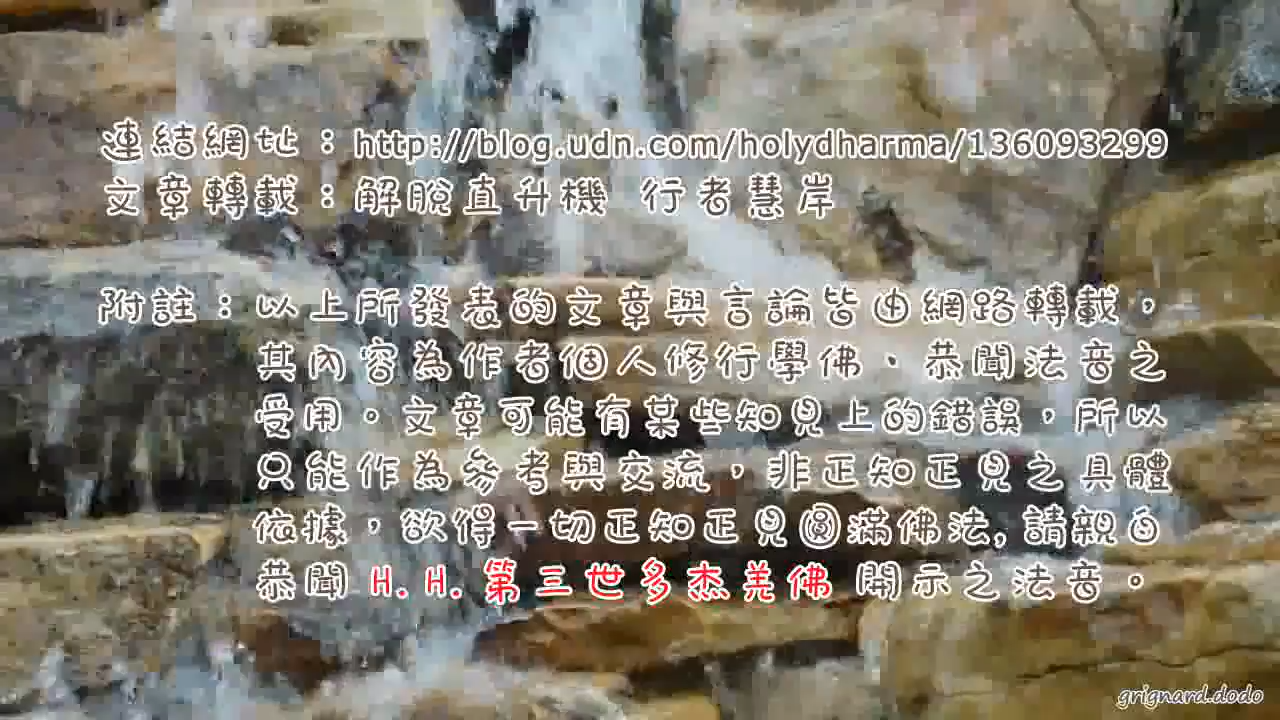 連結網址：http://blog.udn.com/holydharma/136093299
文章轉載：解脫直升機 行者慧岸
附註：以上所發表的文章與言論皆由網路轉載，
其內容為作者個人修行學佛、恭聞法音之
受用。文章可能有某些知見上的錯誤，所以
只能作為參考與交流，非正知正見之具體
依據，欲得一切正知正見圓滿佛法,請親自
恭聞 H.H.第三世多杰羌佛 開示之法音。
grignard.dodo